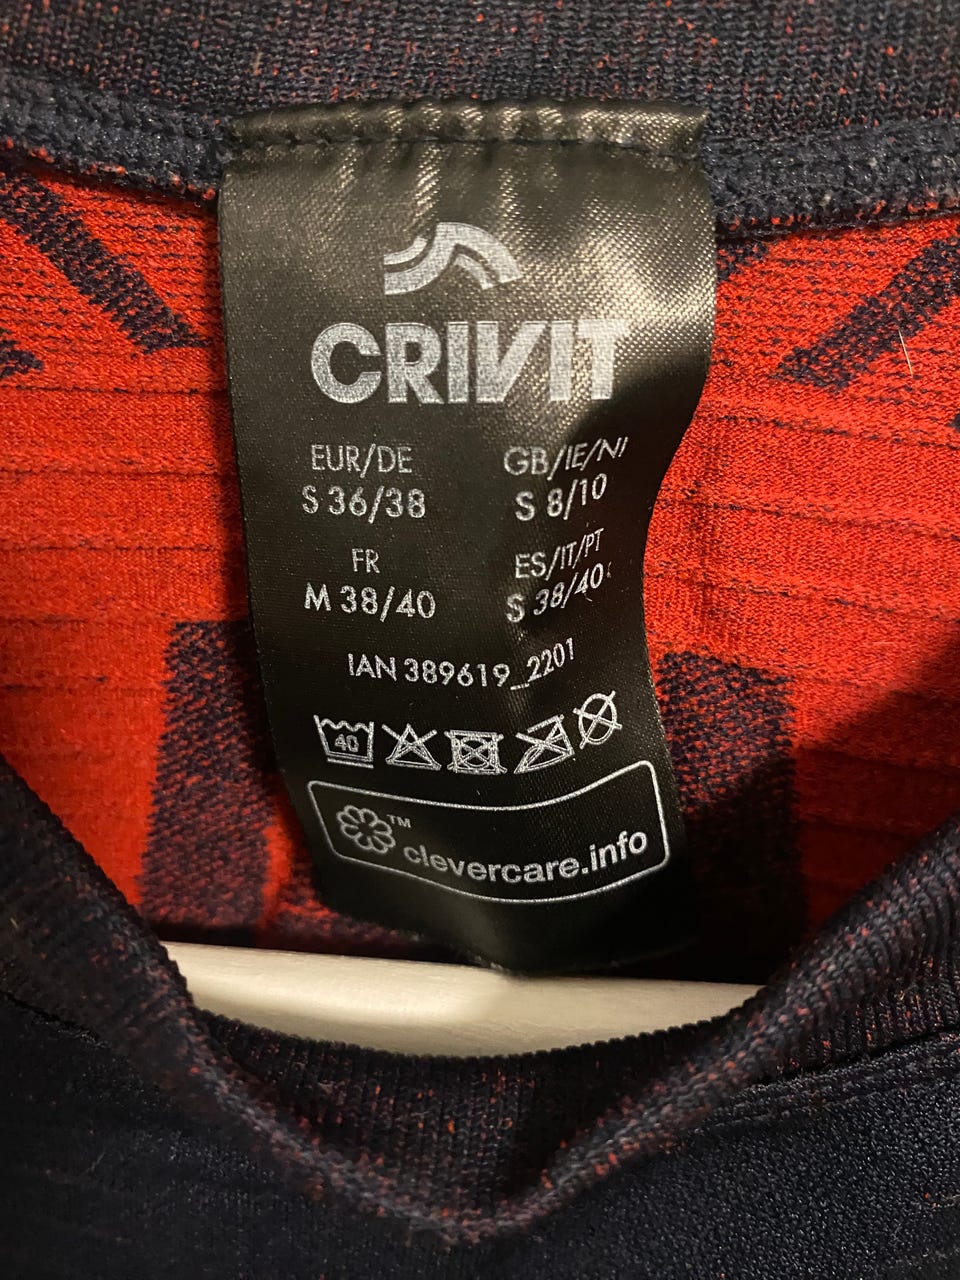 CRIVIT
EUR/DE GB/IE/NI
S 36/38 S 8/10
FR ES/IT/PT
M 38/40 S 38/40
IAN 389619_2201
40
™ clevercare.info